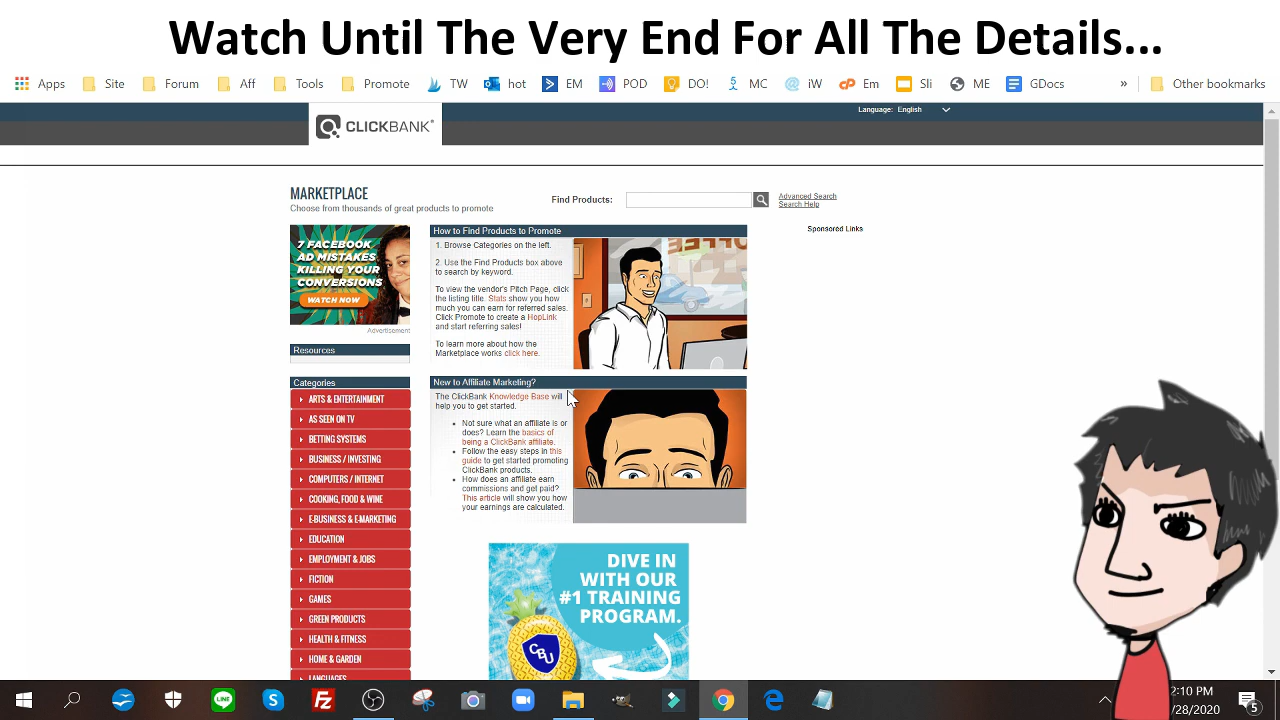 Watch Until The Very End For All The Details...
Apps Site Forum Aff Tools Promote TW hot EM POD DO! MC iW Em Sli ME GDocs » Other bookmarks
Language: English
CLICKBANK®
MARKETPLACE
Choose from thousands of great products to promote
Find Products:
Advanced Search
Search Help
Sponsored Links
7 FACEBOOK
AD MISTAKES
KILLING YOUR
CONVERSIONS
WATCH NOW
Advertisement
Resources
Categories
ARTS & ENTERTAINMENT
AS SEEN ON TV
BETTING SYSTEMS
BUSINESS / INVESTING
COMPUTERS / INTERNET
COOKING, FOOD & WINE
E-BUSINESS & E-MARKETING
EDUCATION
EMPLOYMENT & JOBS
FICTION
GAMES
GREEN PRODUCTS
HEALTH & FITNESS
HOME & GARDEN
LANGUAGES
How to Find Products to Promote
1. Browse Categories on the left.
2. Use the Find Products box above
to search by keyword.
To view the vendor's Pitch Page, click
the listing title. Stats show you how
much you can earn for referred sales.
Click Promote to create a HopLink
and start referring sales!
To learn more about how the
Marketplace works click here.
New to Affiliate Marketing?
The ClickBank Knowledge Base will
help you to get started.
• Not sure what an affiliate is or
does? Learn the basics of
being a ClickBank affiliate.
• Follow the easy steps in this
guide to get started promoting
ClickBank products.
• How does an affiliate earn
commissions and get paid?
This article will show you how
your earnings are calculated.
DIVE IN
WITH OUR
#1 TRAINING
PROGRAM.
CBU
LINE
2:10 PM
/28/2020
5